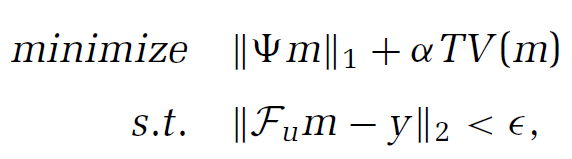 minimize ‖Ψm‖₁ + αTV(m)
s.t. ‖ℱᵤm − y‖₂ < ϵ,